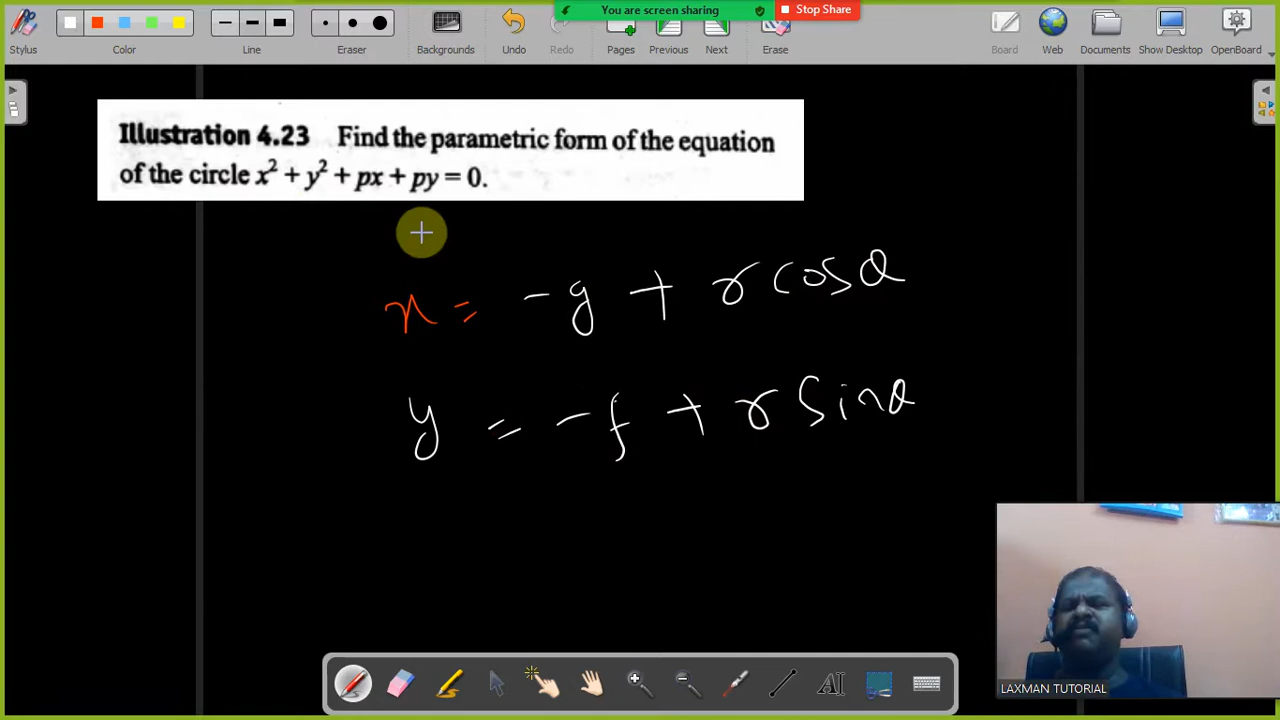 You are screen sharing
Stop Share
Stylus
Color
Line
Eraser
Backgrounds
Undo
Redo
Pages
Previous
Next
Erase
Board
Web
Documents
Show Desktop
OpenBoard
Illustration 4.23 Find the parametric form of the equation
of the circle x² + y² + px + py = 0.
x = -g + r cosθ
y = -f + r sinθ
LAXMAN TUTORIAL